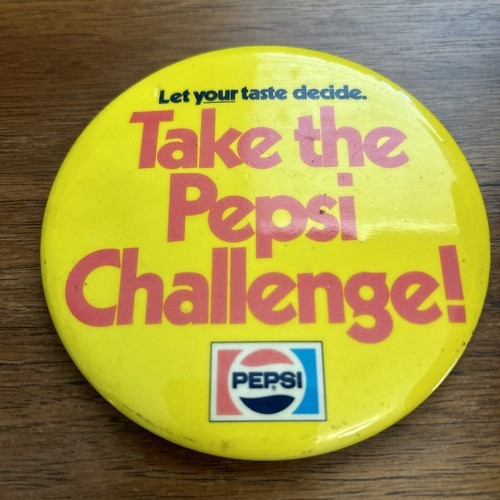 Let your taste decide.
Take the
Pepsi
Challenge!
PEPSI